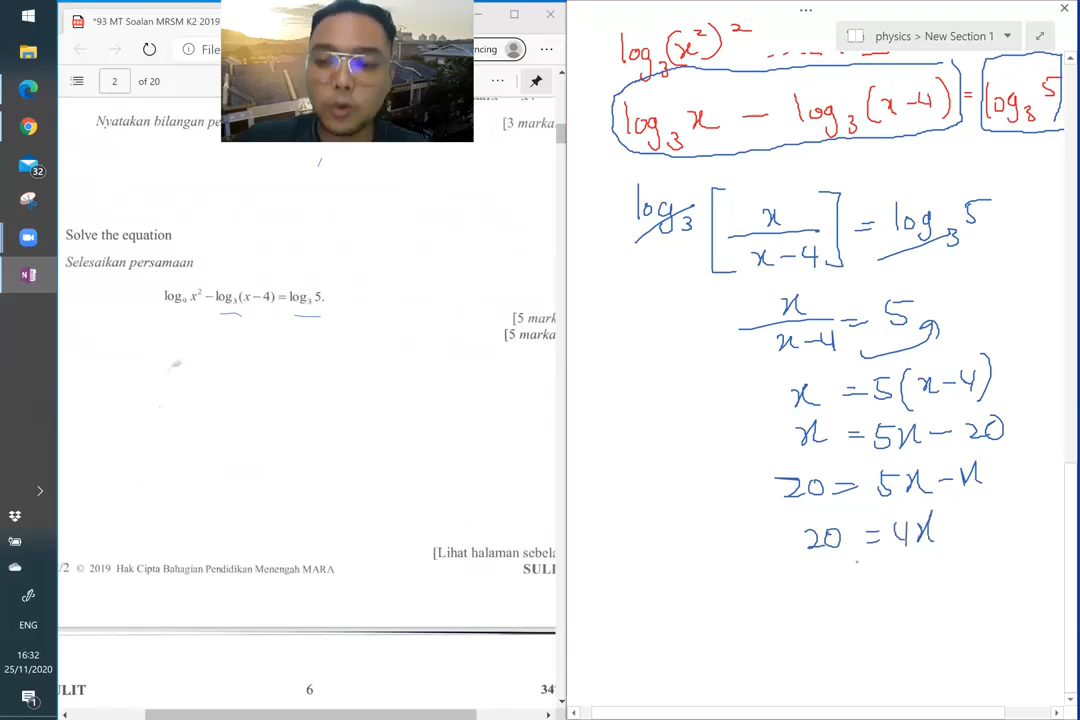 *93 MT Soalan MRSM K2 2019
File
ncing
2 of 20
Nyatakan bilangan pe
[3 marka
Solve the equation
Selesaikan persamaan
log₉ x² − log₃ (x − 4) = log₃ 5.
[5 mark
[5 marka
[Lihat halaman sebela
/2 © 2019 Hak Cipta Bahagian Pendidikan Menengah MARA
SULI
ULIT
6
34
32
ENG
16:32
25/11/2020
1
physics > New Section 1
log₃ (x²)²
log₃ x − log₃ (x−4) = log₃ 5
log₃ [x/(x−4)] = log₃ 5
x/(x−4) = 5
x = 5(x−4)
x = 5x − 20
20 = 5x − x
20 = 4x